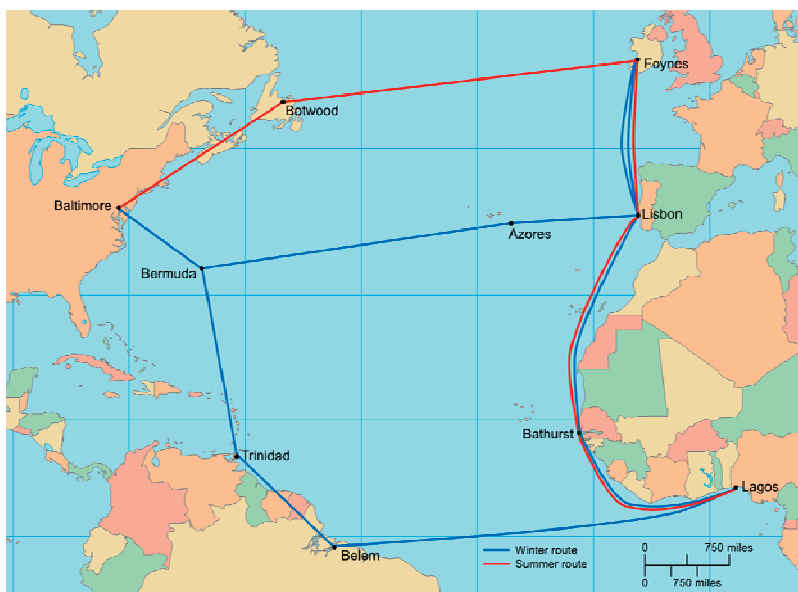 Foynes
Botwood
Baltimore
Lisbon
Azores
Bermuda
Bathurst
Trinidad
Lagos
Belem
Winter route
Summer route
0 750 miles
0 750 miles